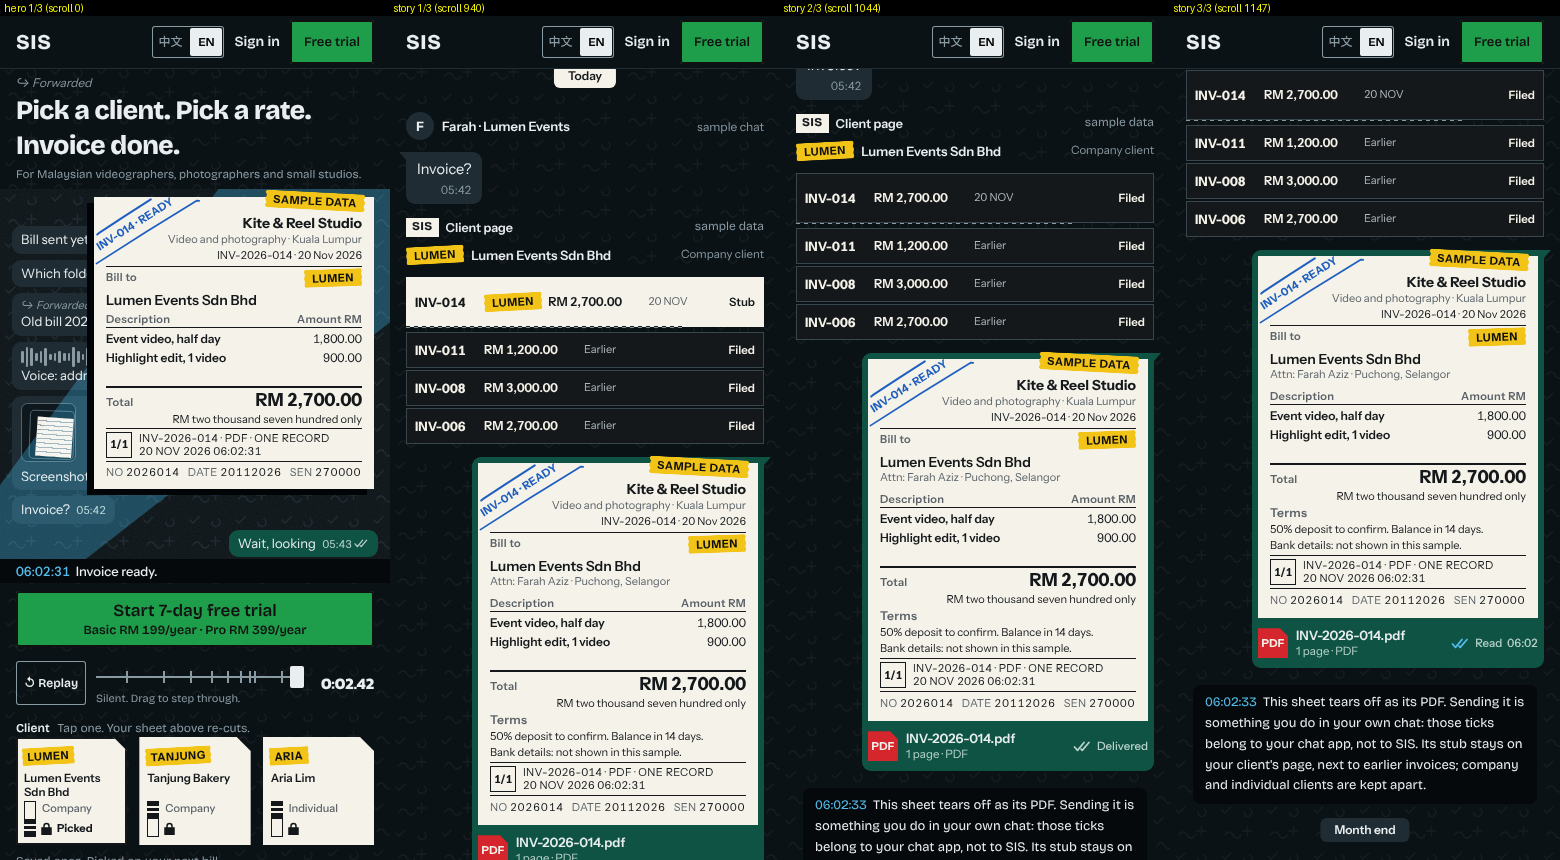 hero 1/3 (scroll 0)
SIS
中文 EN Sign in Free trial
↪ Forwarded
Pick a client. Pick a rate.
Invoice done.
For Malaysian videographers, photographers and small studios.
Bill sent yet
Which fold
↪ Forwarded
Old bill 202
Voice: addr
Screenshot
Invoice? 05:42
SAMPLE DATA
INV-014 · READY
Kite & Reel Studio
Video and photography · Kuala Lumpur
INV-2026-014 · 20 Nov 2026
Bill to LUMEN
Lumen Events Sdn Bhd
Description Amount RM
Event video, half day 1,800.00
Highlight edit, 1 video 900.00
Total RM 2,700.00
RM two thousand seven hundred only
1/1 INV-2026-014 · PDF · ONE RECORD
20 NOV 2026 06:02:31
NO 2026014 DATE 20112026 SEN 270000
Wait, looking 05:43
06:02:31 Invoice ready.
Start 7-day free trial
Basic RM 199/year · Pro RM 399/year
Replay
0:02.42
Silent. Drag to step through.
Client Tap one. Your sheet above re-cuts.
LUMEN
Lumen Events
Sdn Bhd
Company
Picked
TANJUNG
Tanjung Bakery
Company
ARIA
Aria Lim
Individual
story 1/3 (scroll 940)
SIS
中文 EN Sign in Free trial
Today
F Farah · Lumen Events sample chat
Invoice?
05:42
SIS Client page sample data
LUMEN Lumen Events Sdn Bhd Company client
INV-014 LUMEN RM 2,700.00 20 NOV Stub
INV-011 RM 1,200.00 Earlier Filed
INV-008 RM 3,000.00 Earlier Filed
INV-006 RM 2,700.00 Earlier Filed
SAMPLE DATA
INV-014 · READY
Kite & Reel Studio
Video and photography · Kuala Lumpur
INV-2026-014 · 20 Nov 2026
Bill to LUMEN
Lumen Events Sdn Bhd
Attn: Farah Aziz · Puchong, Selangor
Description Amount RM
Event video, half day 1,800.00
Highlight edit, 1 video 900.00
Total RM 2,700.00
RM two thousand seven hundred only
Terms
50% deposit to confirm. Balance in 14 days.
Bank details: not shown in this sample.
1/1 INV-2026-014 · PDF · ONE RECORD
20 NOV 2026 06:02:31
NO 2026014 DATE 20112026 SEN 270000
PDF INV-2026-014.pdf
1 page · PDF
story 2/3 (scroll 1044)
SIS
中文 EN Sign in Free trial
05:42
SIS Client page sample data
LUMEN Lumen Events Sdn Bhd Company client
INV-014 RM 2,700.00 20 NOV Filed
INV-011 RM 1,200.00 Earlier Filed
INV-008 RM 3,000.00 Earlier Filed
INV-006 RM 2,700.00 Earlier Filed
SAMPLE DATA
INV-014 · READY
Kite & Reel Studio
Video and photography · Kuala Lumpur
INV-2026-014 · 20 Nov 2026
Bill to LUMEN
Lumen Events Sdn Bhd
Attn: Farah Aziz · Puchong, Selangor
Description Amount RM
Event video, half day 1,800.00
Highlight edit, 1 video 900.00
Total RM 2,700.00
RM two thousand seven hundred only
Terms
50% deposit to confirm. Balance in 14 days.
Bank details: not shown in this sample.
1/1 INV-2026-014 · PDF · ONE RECORD
20 NOV 2026 06:02:31
NO 2026014 DATE 20112026 SEN 270000
PDF INV-2026-014.pdf
1 page · PDF
Delivered
06:02:33 This sheet tears off as its PDF. Sending it is
something you do in your own chat: those ticks
belong to your chat app, not to SIS. Its stub stays on
story 3/3 (scroll 1147)
SIS
中文 EN Sign in Free trial
INV-014 RM 2,700.00 20 NOV Filed
INV-011 RM 1,200.00 Earlier Filed
INV-008 RM 3,000.00 Earlier Filed
INV-006 RM 2,700.00 Earlier Filed
SAMPLE DATA
INV-014 · READY
Kite & Reel Studio
Video and photography · Kuala Lumpur
INV-2026-014 · 20 Nov 2026
Bill to LUMEN
Lumen Events Sdn Bhd
Attn: Farah Aziz · Puchong, Selangor
Description Amount RM
Event video, half day 1,800.00
Highlight edit, 1 video 900.00
Total RM 2,700.00
RM two thousand seven hundred only
Terms
50% deposit to confirm. Balance in 14 days.
Bank details: not shown in this sample.
1/1 INV-2026-014 · PDF · ONE RECORD
20 NOV 2026 06:02:31
NO 2026014 DATE 20112026 SEN 270000
PDF INV-2026-014.pdf
1 page · PDF
Read 06:02
06:02:33 This sheet tears off as its PDF. Sending it is
something you do in your own chat: those ticks
belong to your chat app, not to SIS. Its stub stays on
your client's page, next to earlier invoices; company
and individual clients are kept apart.
Month end